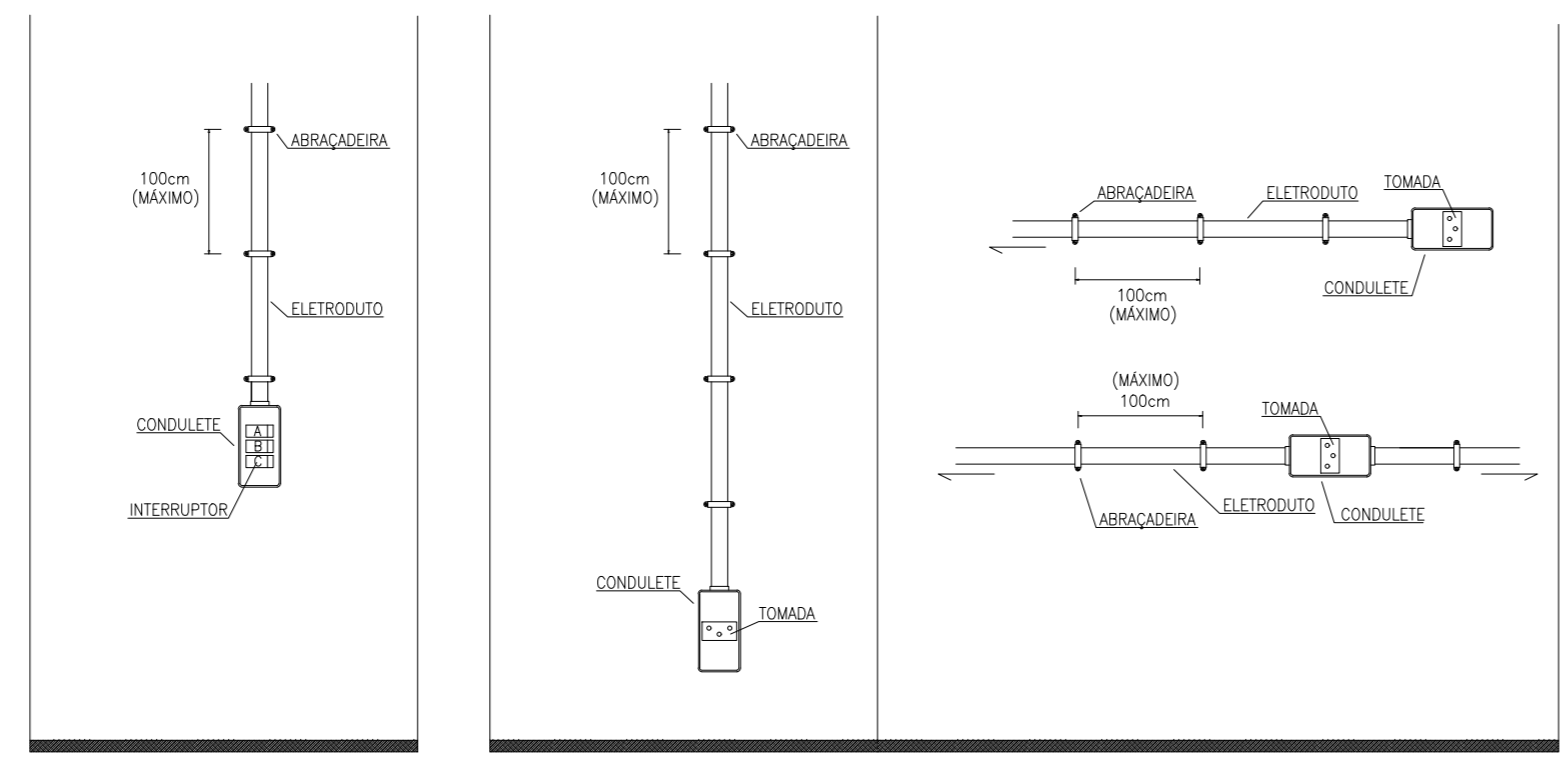 ABRAÇADEIRA
100cm
(MÁXIMO)
ELETRODUTO
CONDULETE
A
B
C
INTERRUPTOR
ABRAÇADEIRA
100cm
(MÁXIMO)
ELETRODUTO
CONDULETE
TOMADA
TOMADA
ABRAÇADEIRA
ELETRODUTO
CONDULETE
100cm
(MÁXIMO)
(MÁXIMO)
100cm
TOMADA
ELETRODUTO
CONDULETE
ABRAÇADEIRA